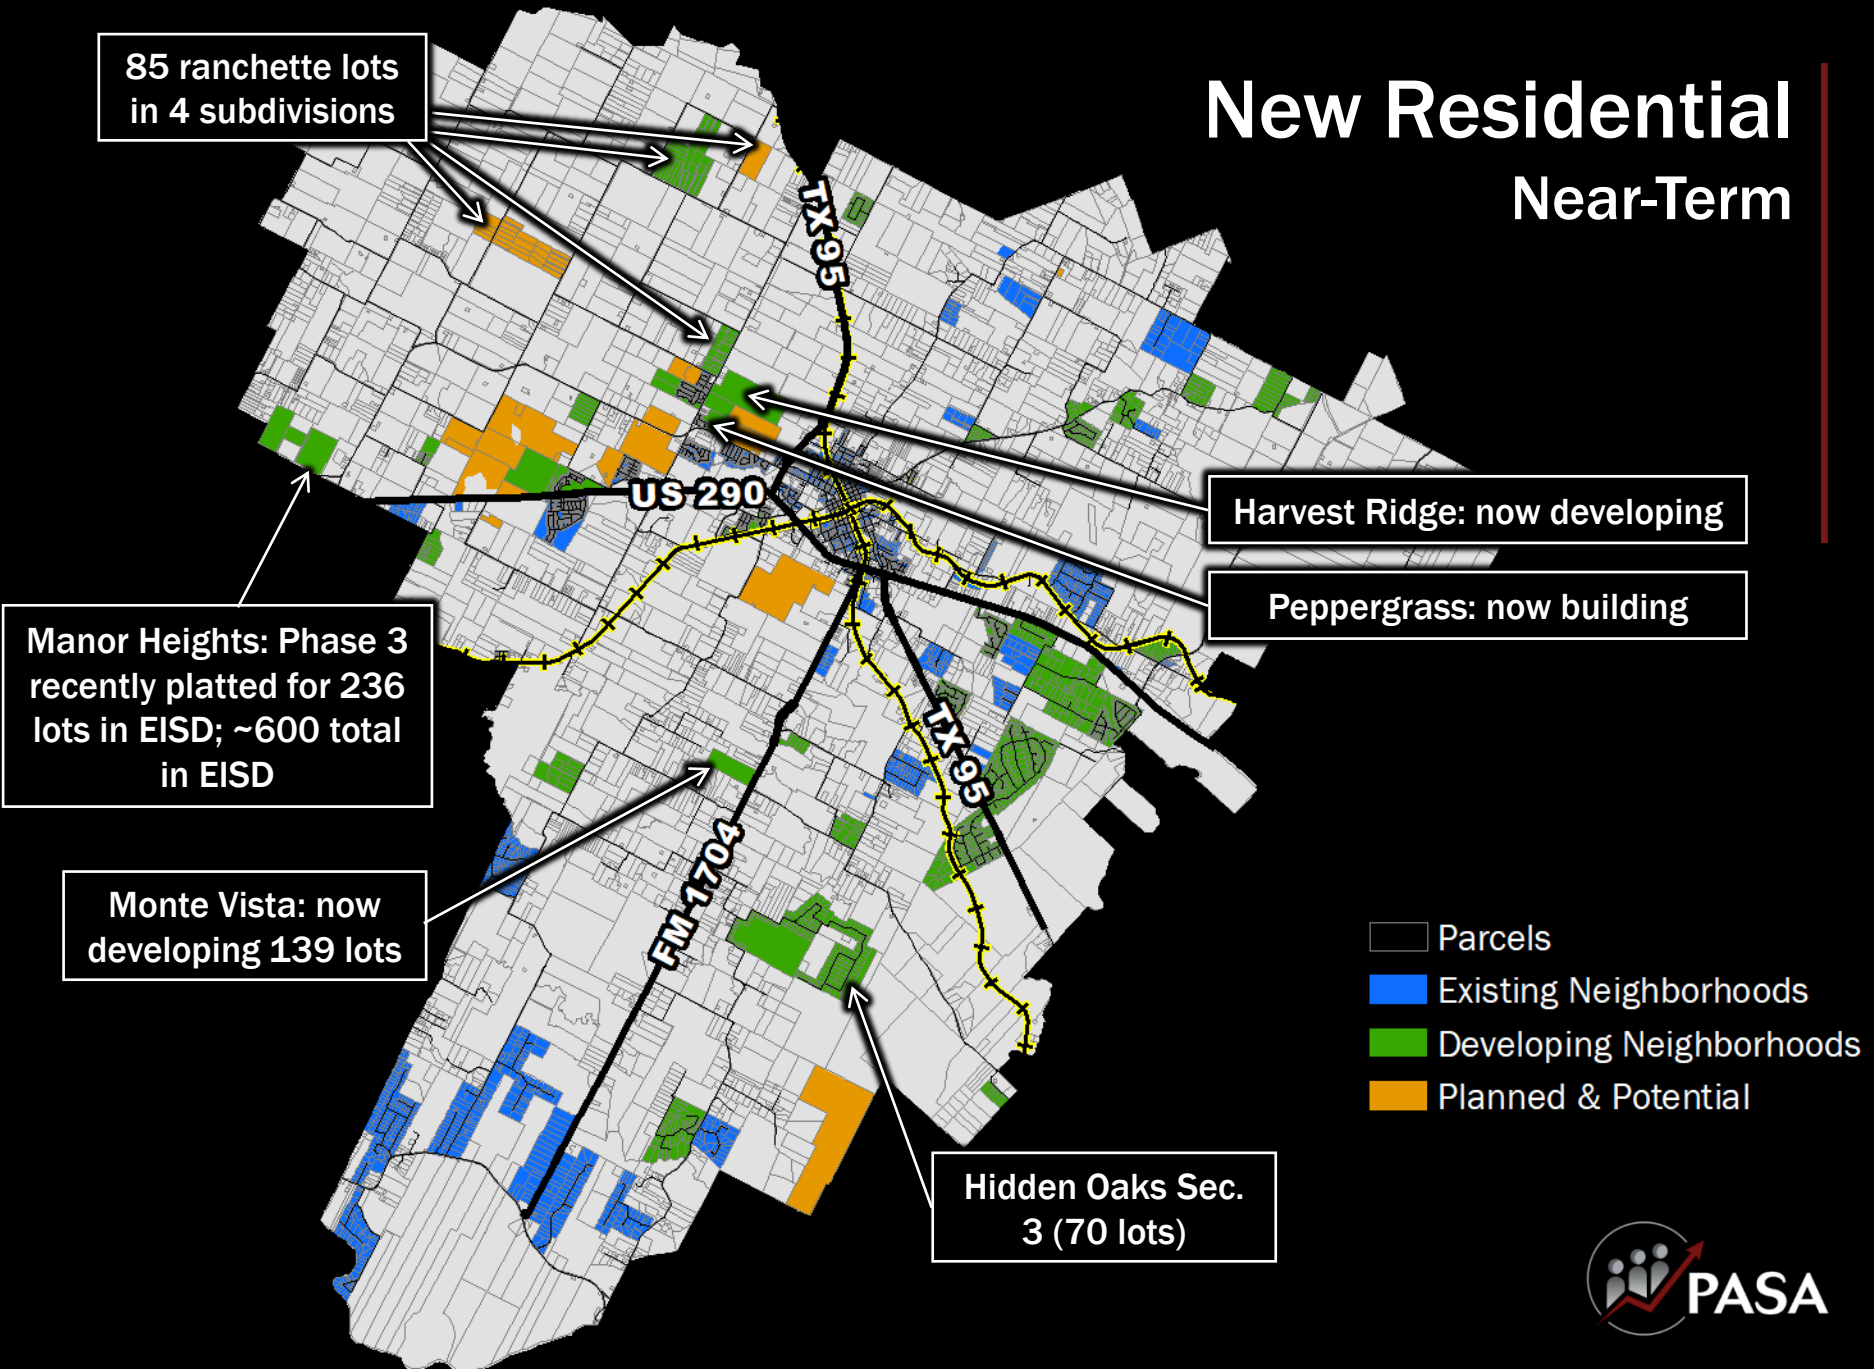 New Residential
Near-Term
85 ranchette lots
in 4 subdivisions
TX 95
US 290
Harvest Ridge: now developing
Peppergrass: now building
Manor Heights: Phase 3
recently platted for 236
lots in EISD; ~600 total
in EISD
TX 95
FM 1704
Monte Vista: now
developing 139 lots
Hidden Oaks Sec.
3 (70 lots)
Parcels
Existing Neighborhoods
Developing Neighborhoods
Planned & Potential
PASA